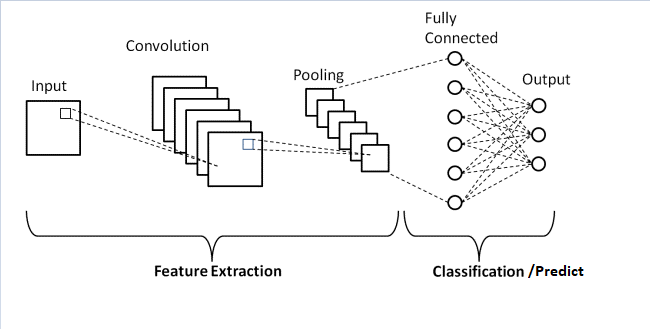 Input
Convolution
Pooling
Fully
Connected
Output
Feature Extraction
Classification /Predict